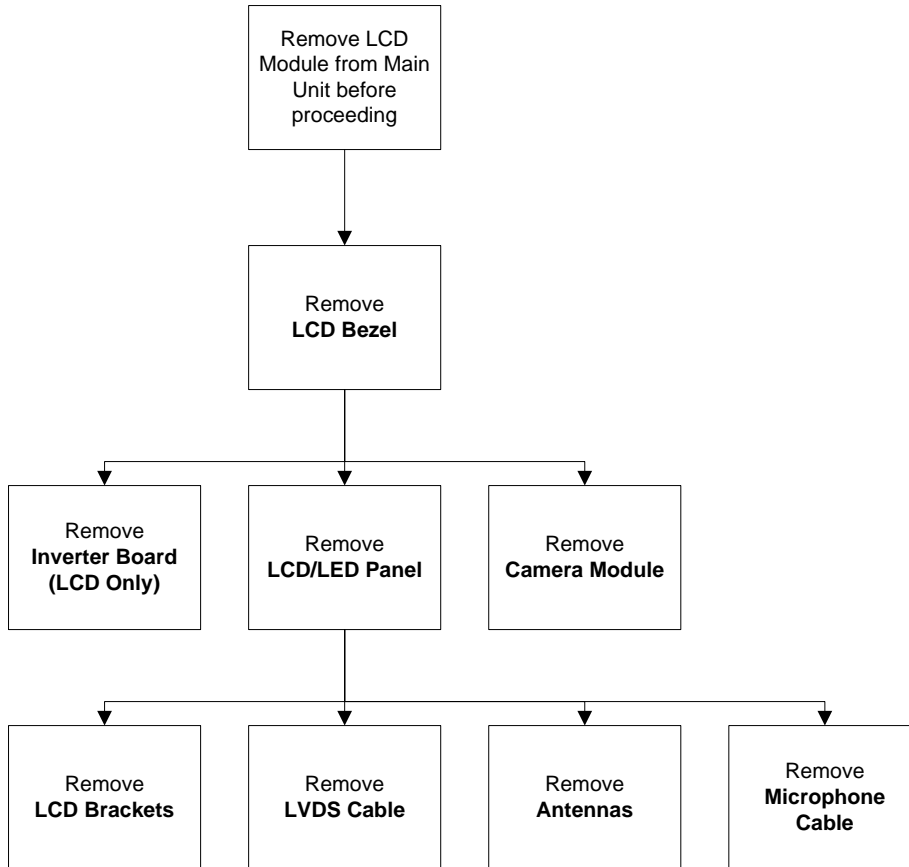 Remove LCD
Module from Main
Unit before
proceeding
Remove
LCD Bezel
Remove
Inverter Board
(LCD Only)
Remove
LCD/LED Panel
Remove
Camera Module
Remove
LCD Brackets
Remove
LVDS Cable
Remove
Antennas
Remove
Microphone
Cable